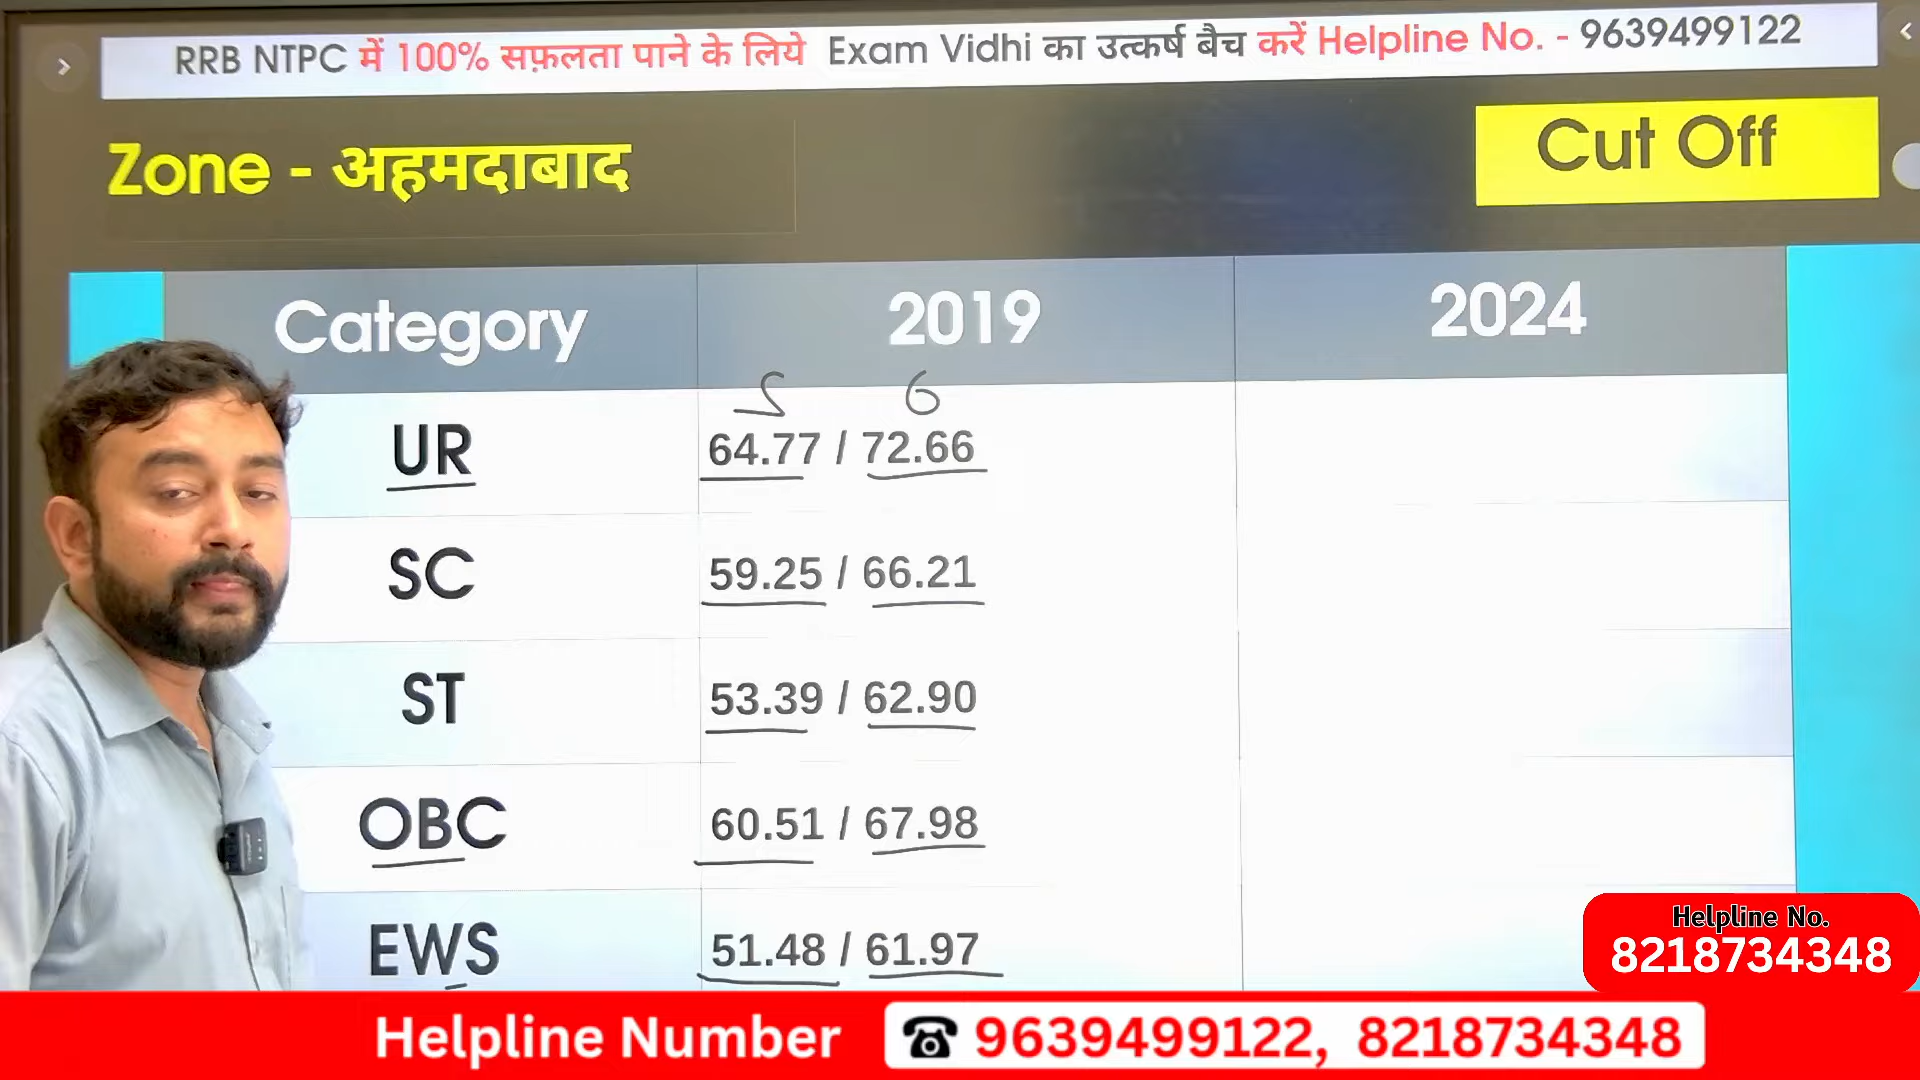 RRB NTPC में 100% सफ़लता पाने के लिये Exam Vidhi का उत्कर्ष बैच करें Helpline No. - 9639499122
Zone - अहमदाबाद
Cut Off
Category 2019 2024
5 6
UR 64.77 / 72.66
SC 59.25 / 66.21
ST 53.39 / 62.90
OBC 60.51 / 67.98
EWS 51.48 / 61.97
Helpline No.
8218734348
Helpline Number ☎ 9639499122, 8218734348